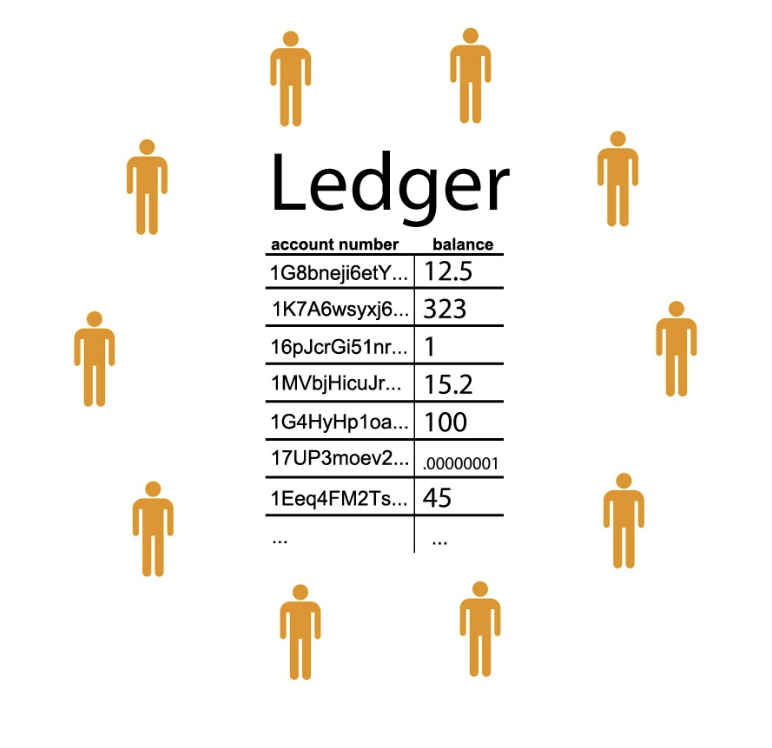 Ledger
account number balance
1G8bneji6etY... 12.5
1K7A6wsyxj6... 323
16pJcrGi51nr... 1
1MVbjHicuJr... 15.2
1G4HyHp1oa... 100
17UP3moev2... .00000001
1Eeq4FM2Ts... 45
... ...